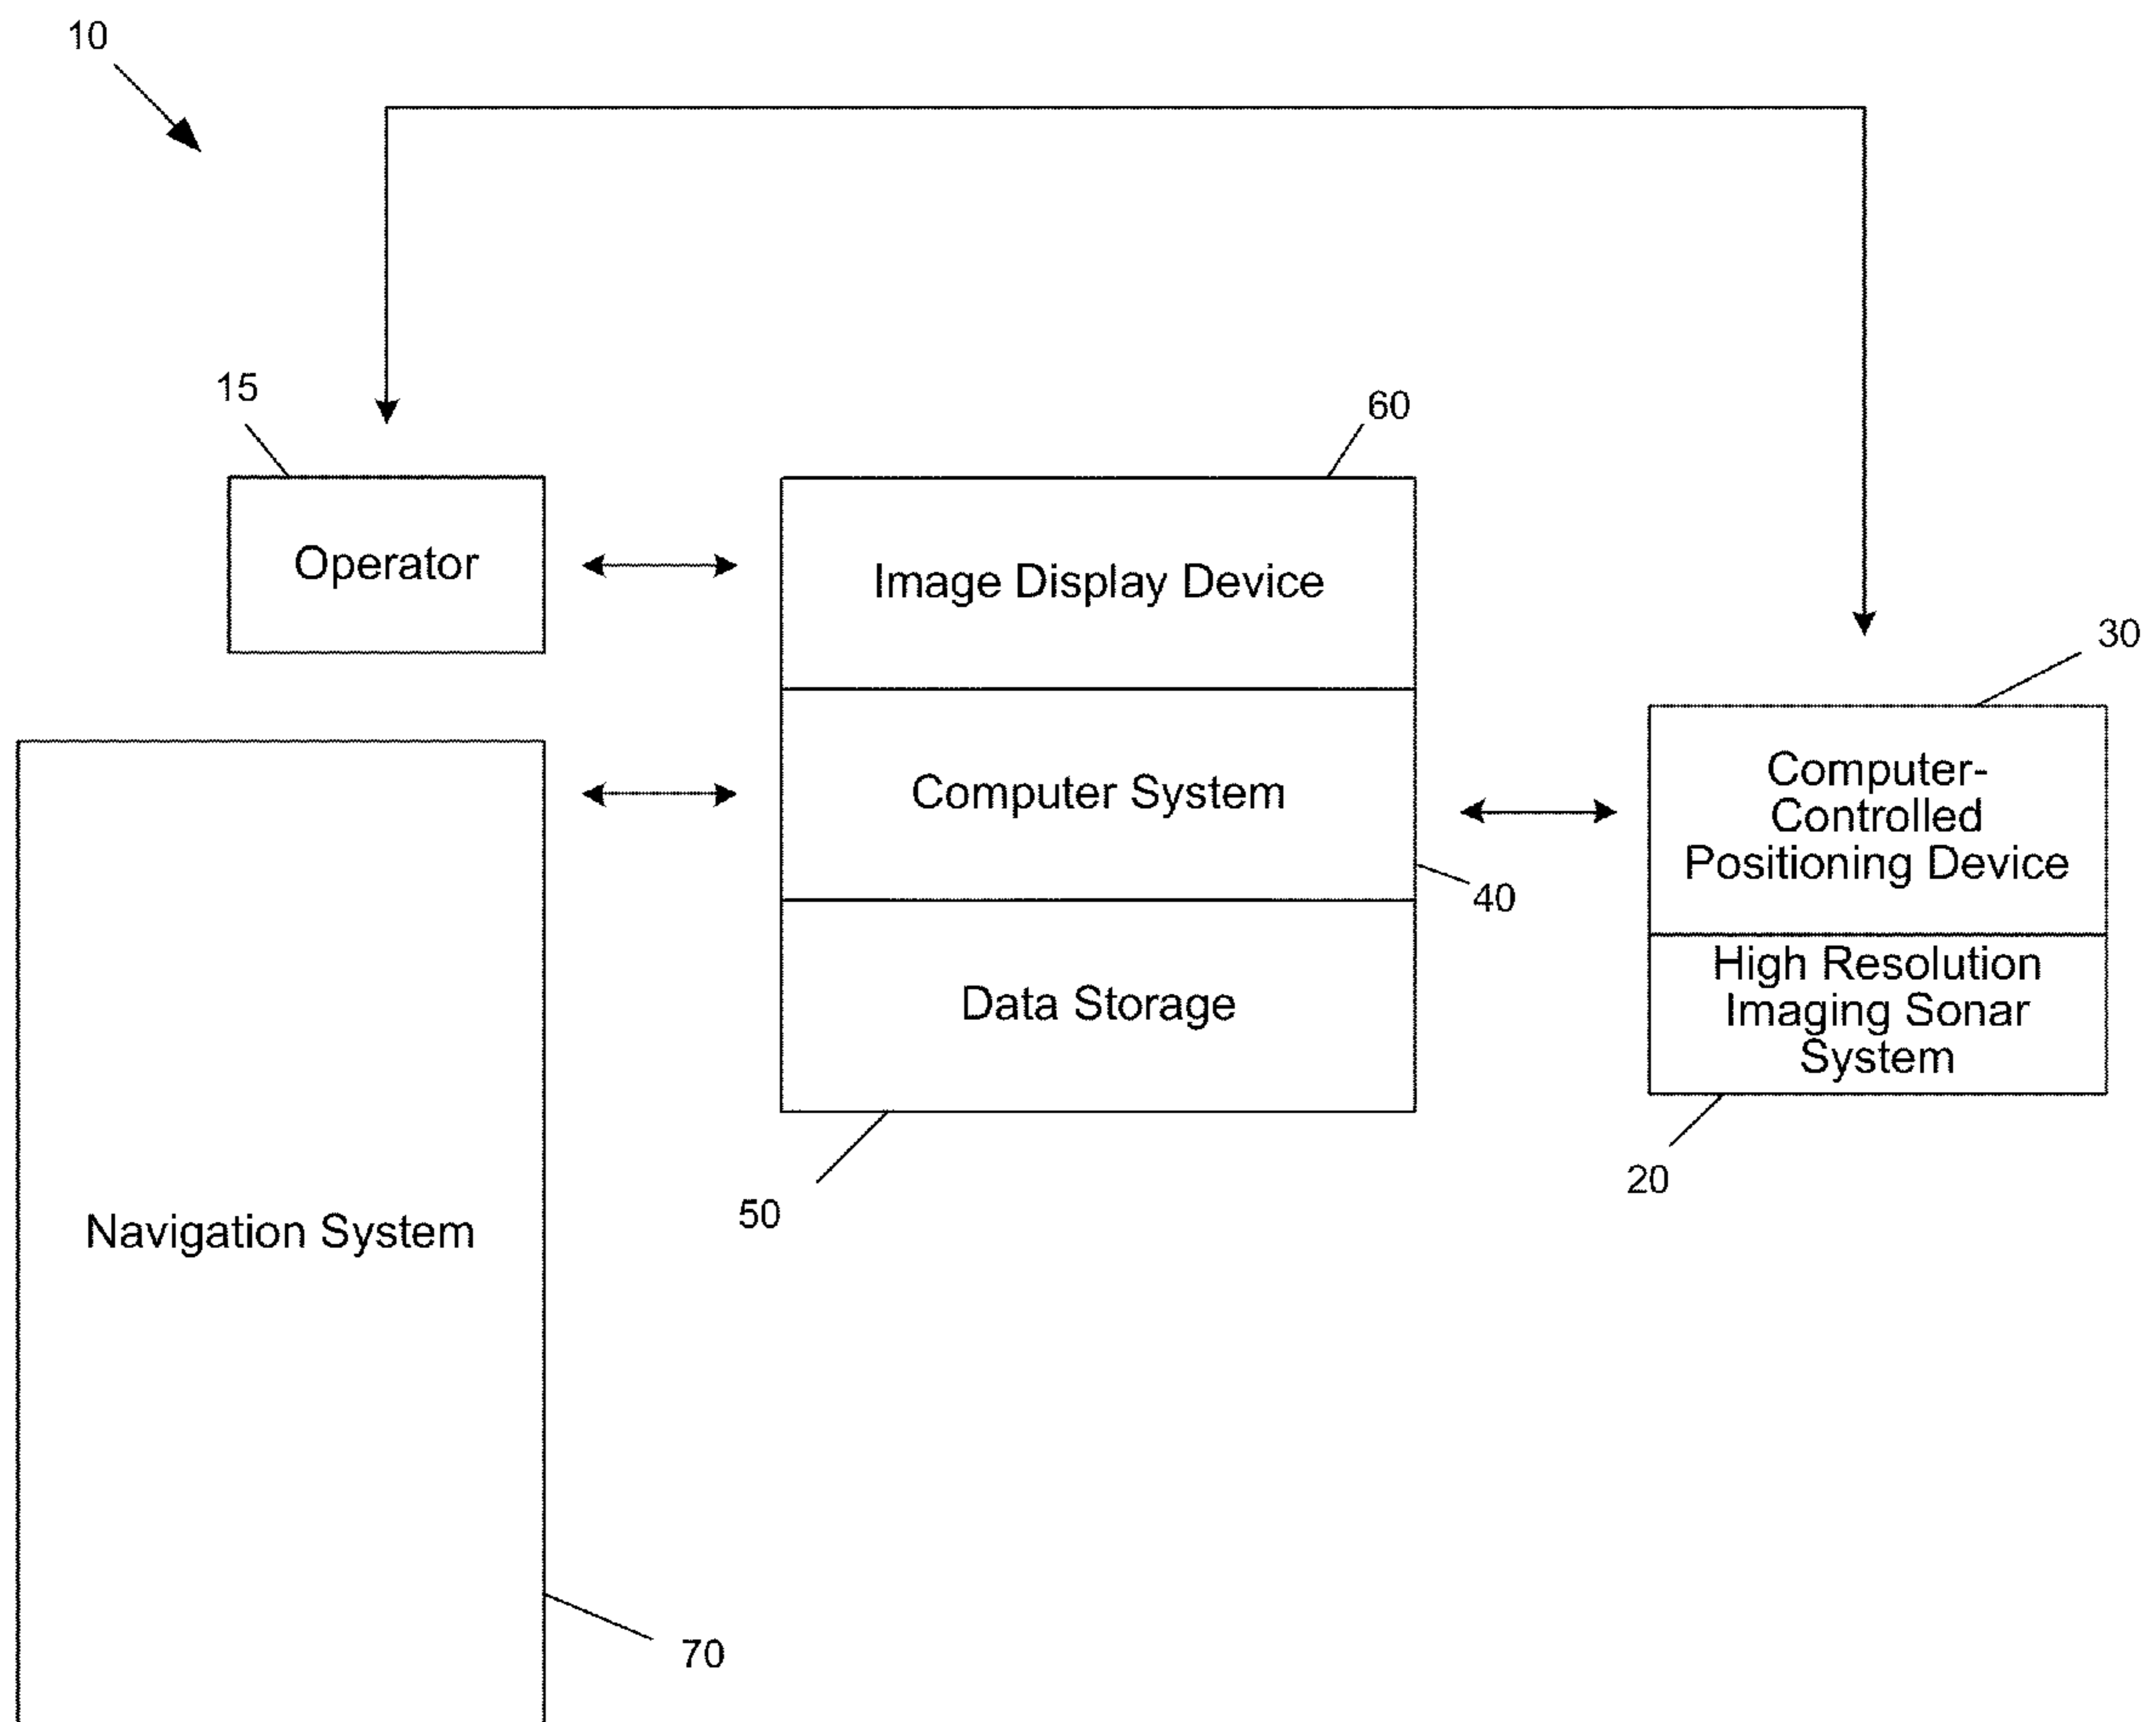 10
15
60
Operator
Image Display Device
30
Computer System
Computer-
Controlled
Positioning Device
40
High Resolution
Imaging Sonar
System
Data Storage
20
50
Navigation System
70